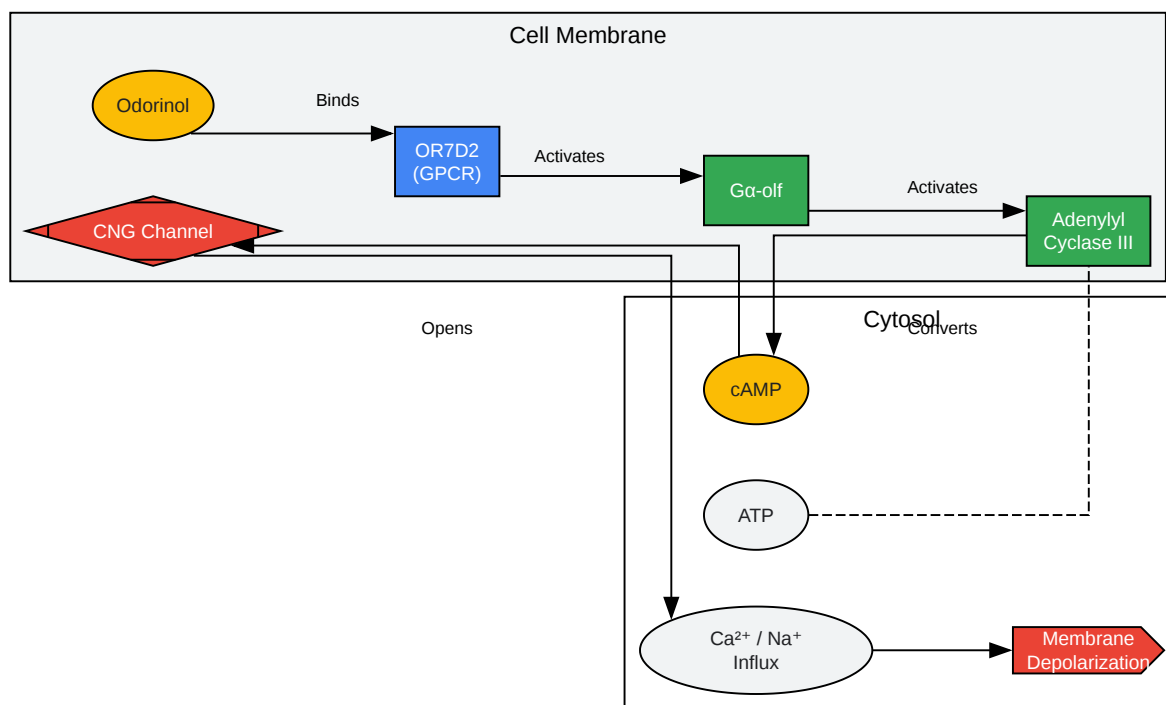 Cell Membrane
Odorinol
Binds
OR7D2
(GPCR)
Activates
Gα-olf
Activates
Adenylyl
Cyclase III
CNG Channel
Opens
Cytosol
Converts
cAMP
ATP
Ca²⁺ / Na⁺
Influx
Membrane
Depolarization